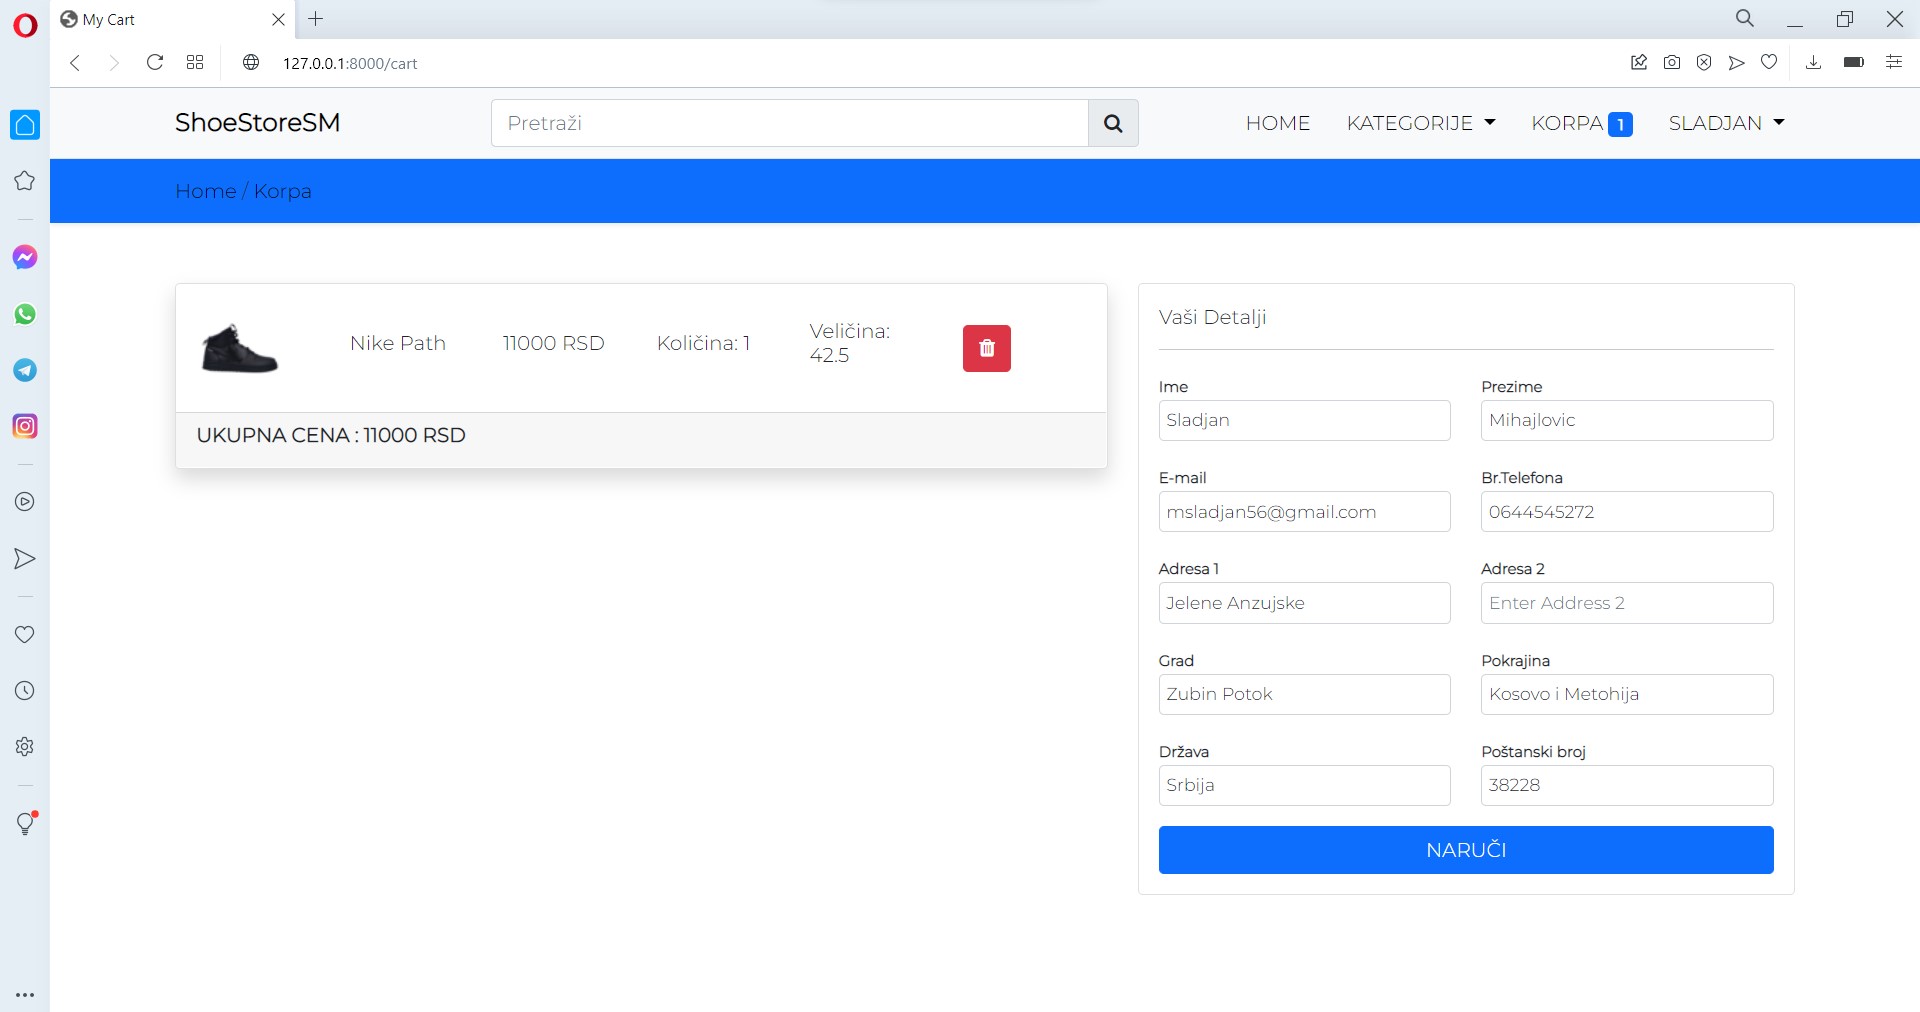 My Cart
127.0.0.1:8000/cart
ShoeStoreSM
Pretraži
HOME
KATEGORIJE
KORPA 1
SLADJAN
Home / Korpa
Nike Path
11000 RSD
Količina: 1
Veličina:
42.5
UKUPNA CENA : 11000 RSD
Vaši Detalji
Ime
Prezime
Sladjan
Mihajlovic
E-mail
Br.Telefona
msladjan56@gmail.com
0644545272
Adresa 1
Adresa 2
Jelene Anzujske
Enter Address 2
Grad
Pokrajina
Zubin Potok
Kosovo i Metohija
Država
Poštanski broj
Srbija
38228
NARUČI